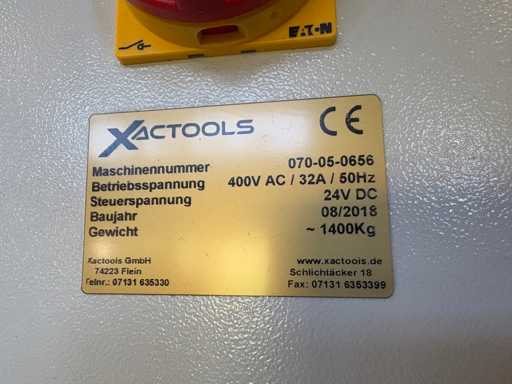 EATON
XACTOOLS
CE
Maschinennummer 070-05-0656
Betriebsspannung 400V AC / 32A / 50Hz
Steuerspannung 24V DC
Baujahr 08/2018
Gewicht ~ 1400Kg
Xactools GmbH www.xactools.de
74223 Flein Schlichtäcker 18
Telnr.: 07131 635330 Fax: 07131 6353399